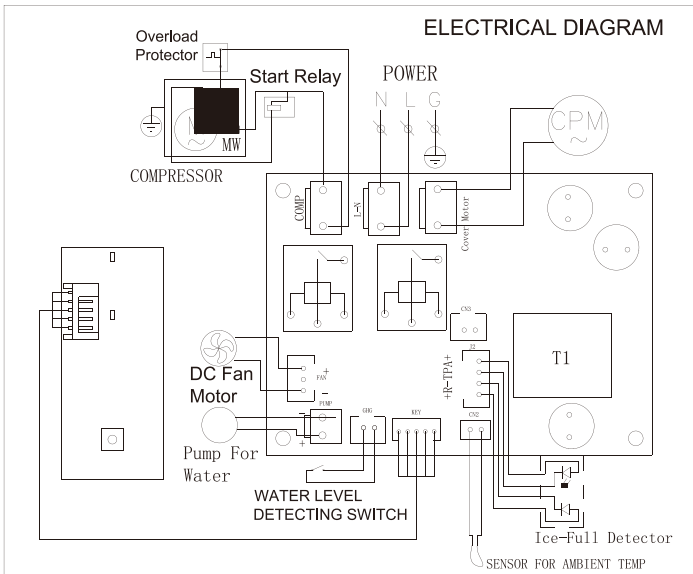 ELECTRICAL DIAGRAM
Overload
Protector
Start Relay
POWER
N L G
CPM
MW
COMPRESSOR
COMP
L-N
Cover Motor
CN3
J2
+R-TPA+
T1
DC Fan
Motor
+
FAN
-
PUMP
-
+
GHG
KEY
CN2
Pump For
Water
WATER LEVEL
DETECTING SWITCH
Ice-Full Detector
SENSOR FOR AMBIENT TEMP